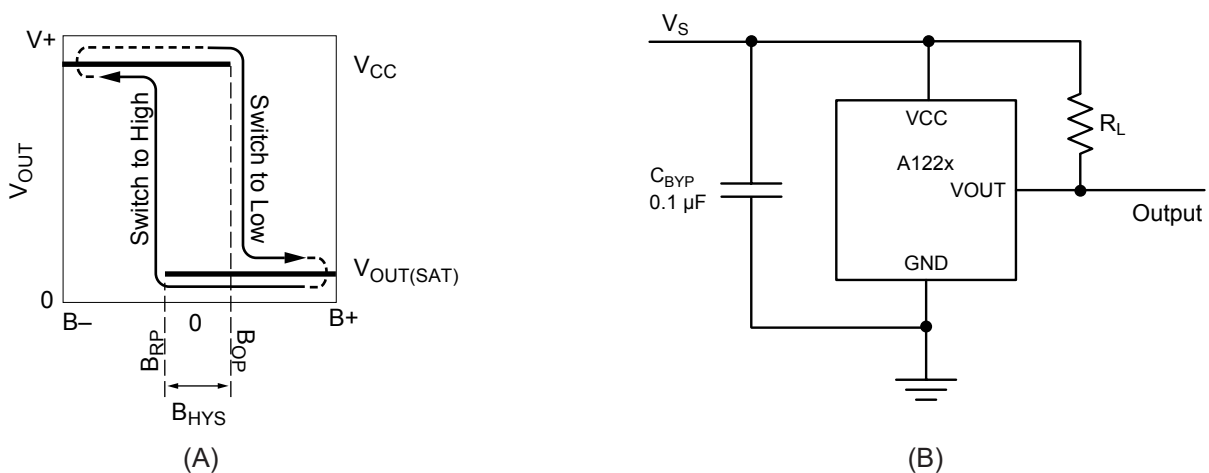 V+
VCC
VOUT
Switch to High
Switch to Low
VOUT(SAT)
0
B–
0
B+
BRP
BOP
BHYS
(A)
VS
VCC
A122x
VOUT
GND
CBYP
0.1 µF
RL
Output
(B)